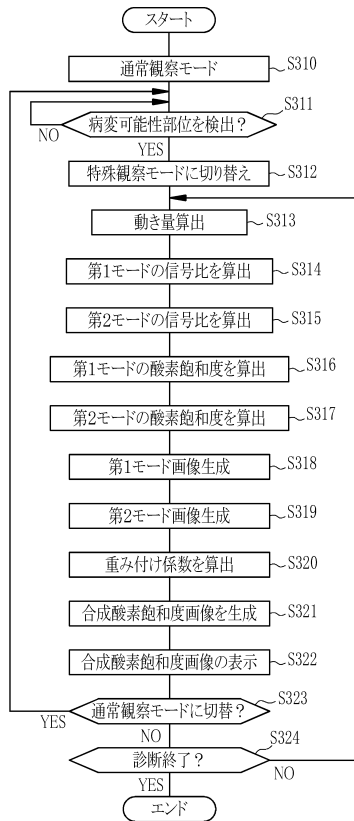 スタート
通常観察モード S310
病変可能性部位を検出？ S311
NO
YES
特殊観察モードに切り替え S312
動き量算出 S313
第1モードの信号比を算出 S314
第2モードの信号比を算出 S315
第1モードの酸素飽和度を算出 S316
第2モードの酸素飽和度を算出 S317
第1モード画像生成 S318
第2モード画像生成 S319
重み付け係数を算出 S320
合成酸素飽和度画像を生成 S321
合成酸素飽和度画像の表示 S322
通常観察モードに切替？ S323
YES
NO
診断終了？ S324
NO
YES
エンド